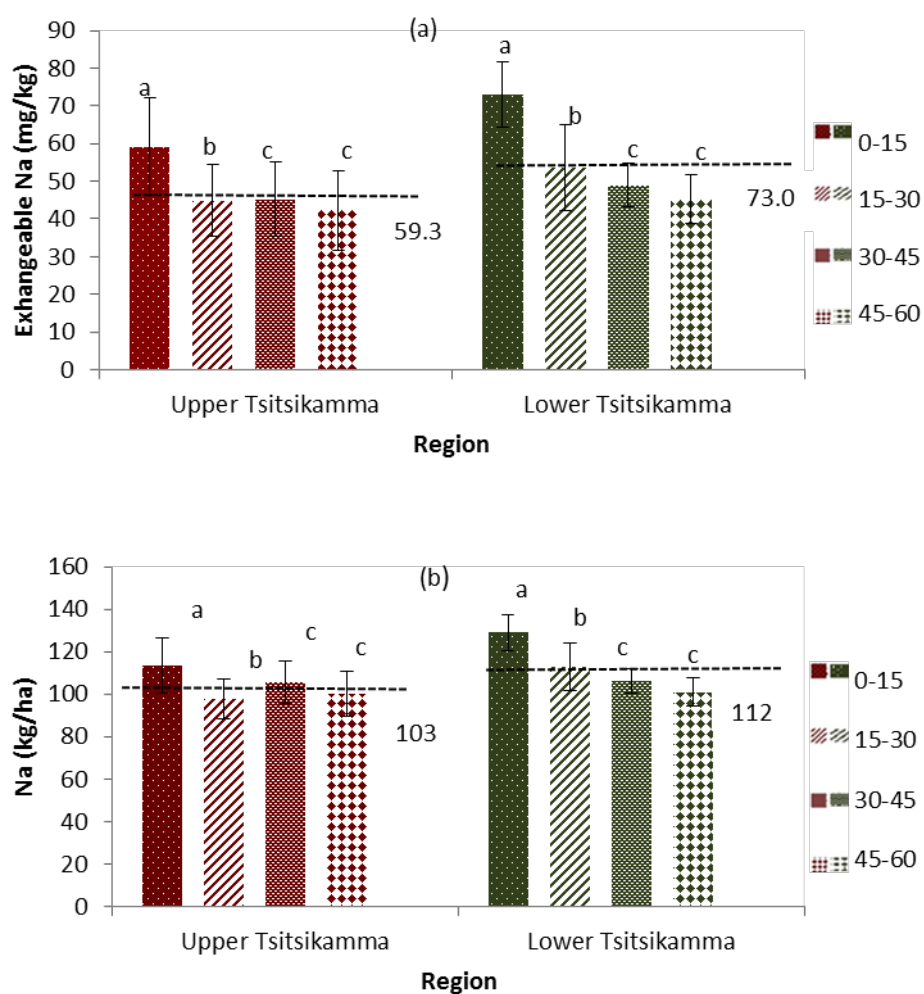 (a)
Exhangeable Na (mg/kg)
90
80
70
60
50
40
30
20
10
0
a
b
c
c
59.3
a
b
c
c
73.0
0-15
15-30
30-45
45-60
Upper Tsitsikamma
Lower Tsitsikamma
Region
(b)
Na (kg/ha)
160
140
120
100
80
60
40
20
0
a
b
c
c
103
a
b
c
c
112
0-15
15-30
30-45
45-60
Upper Tsitsikamma
Lower Tsitsikamma
Region